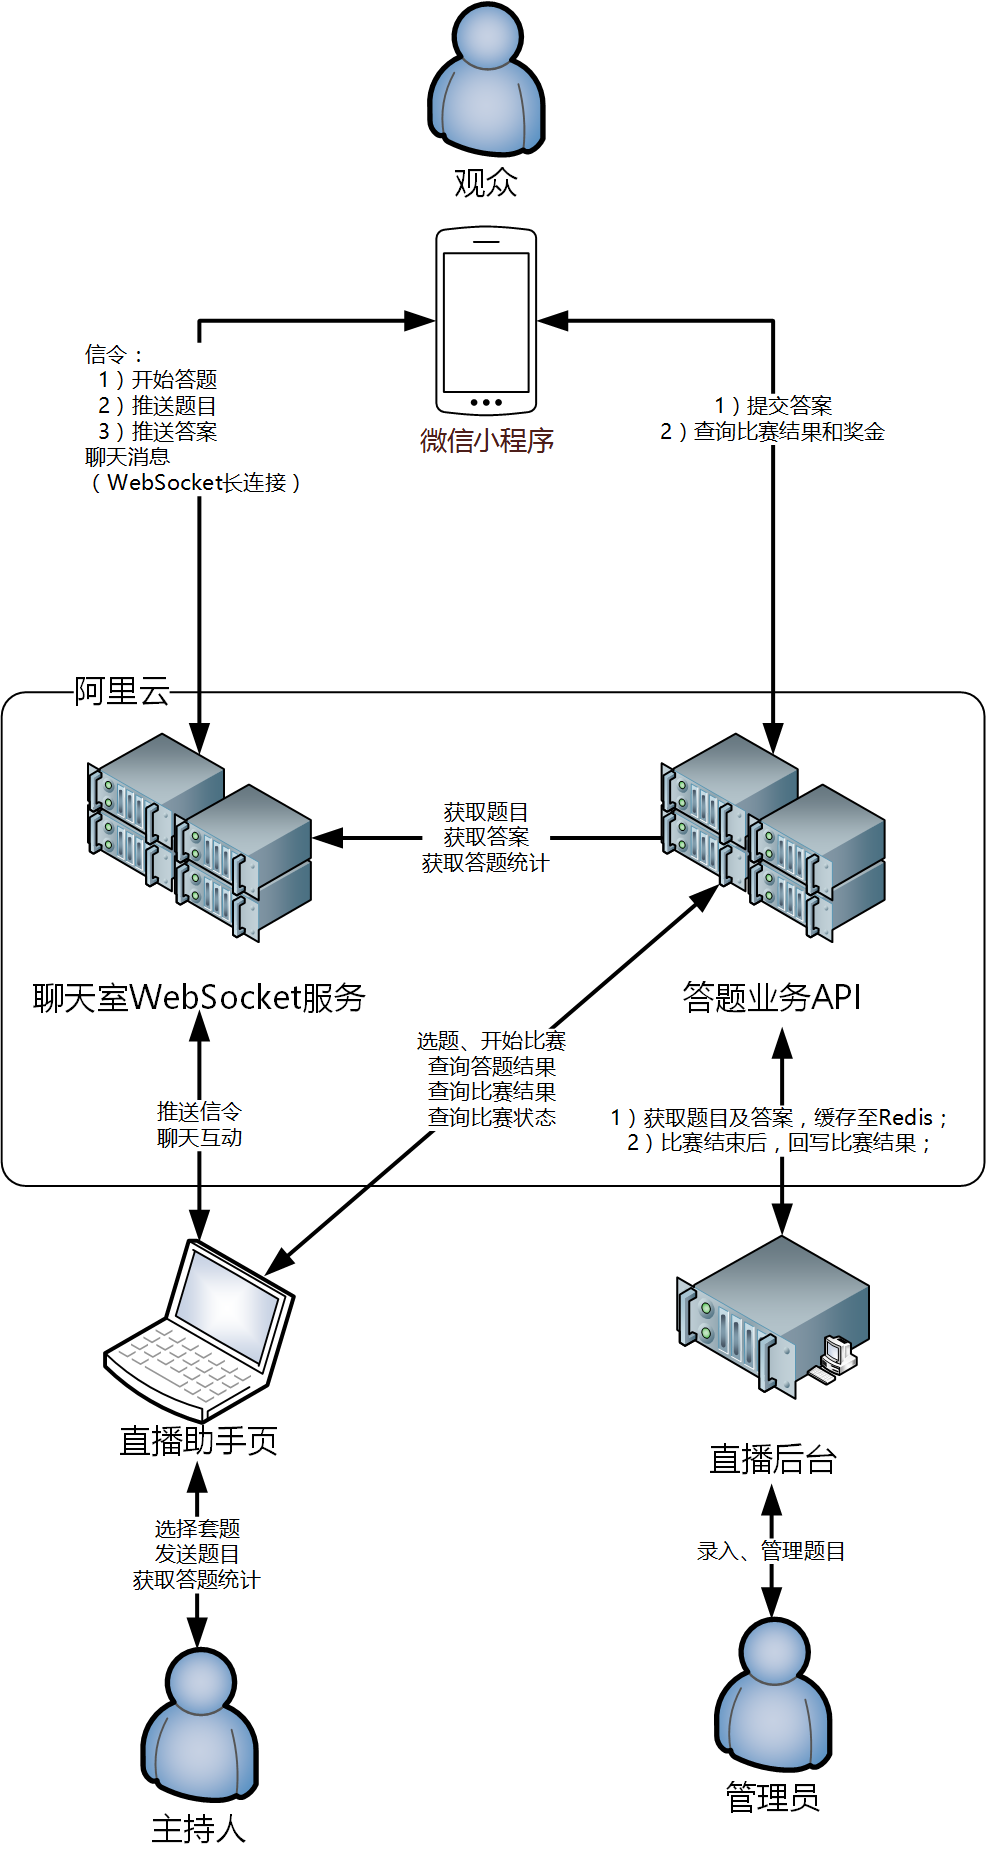 观众
微信小程序
信令：
1）开始答题
2）推送题目
3）推送答案
聊天消息
（WebSocket长连接）
1）提交答案
2）查询比赛结果和奖金
阿里云
获取题目
获取答案
获取答题统计
聊天室WebSocket服务
答题业务API
选题、开始比赛
查询答题结果
查询比赛结果
查询比赛状态
推送信令
聊天互动
1）获取题目及答案，缓存至Redis；
2）比赛结束后，回写比赛结果；
直播助手页
直播后台
选择套题
发送题目
获取答题统计
录入、管理题目
主持人
管理员